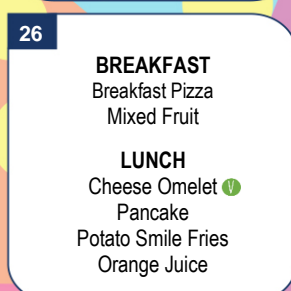 26
BREAKFAST
Breakfast Pizza
Mixed Fruit
LUNCH
Cheese Omelet V
Pancake
Potato Smile Fries
Orange Juice